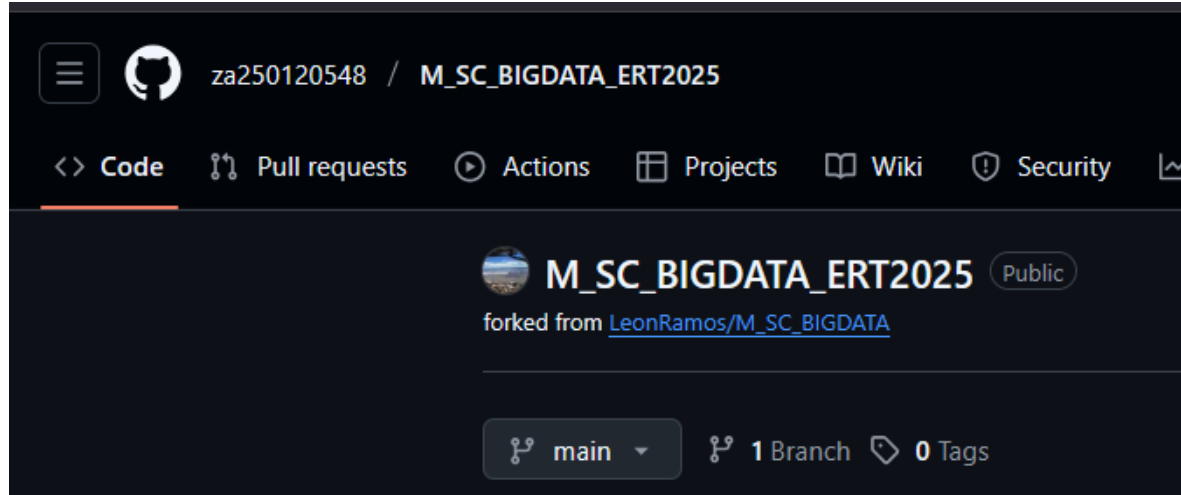 za250120548 / M_SC_BIGDATA_ERT2025
Code Pull requests Actions Projects Wiki Security
M_SC_BIGDATA_ERT2025 Public
forked from LeonRamos/M_SC_BIGDATA
main 1 Branch 0 Tags